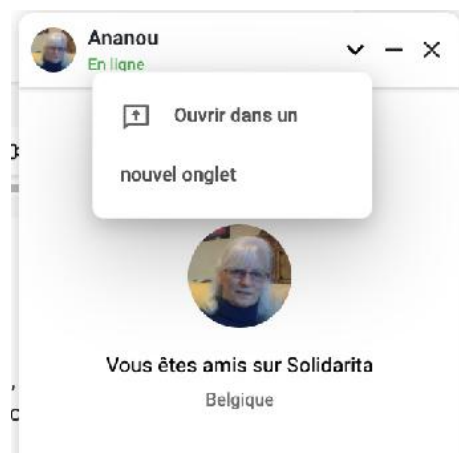 Ananou
En ligne
Ouvrir dans un
nouvel onglet
Vous êtes amis sur Solidarita
Belgique